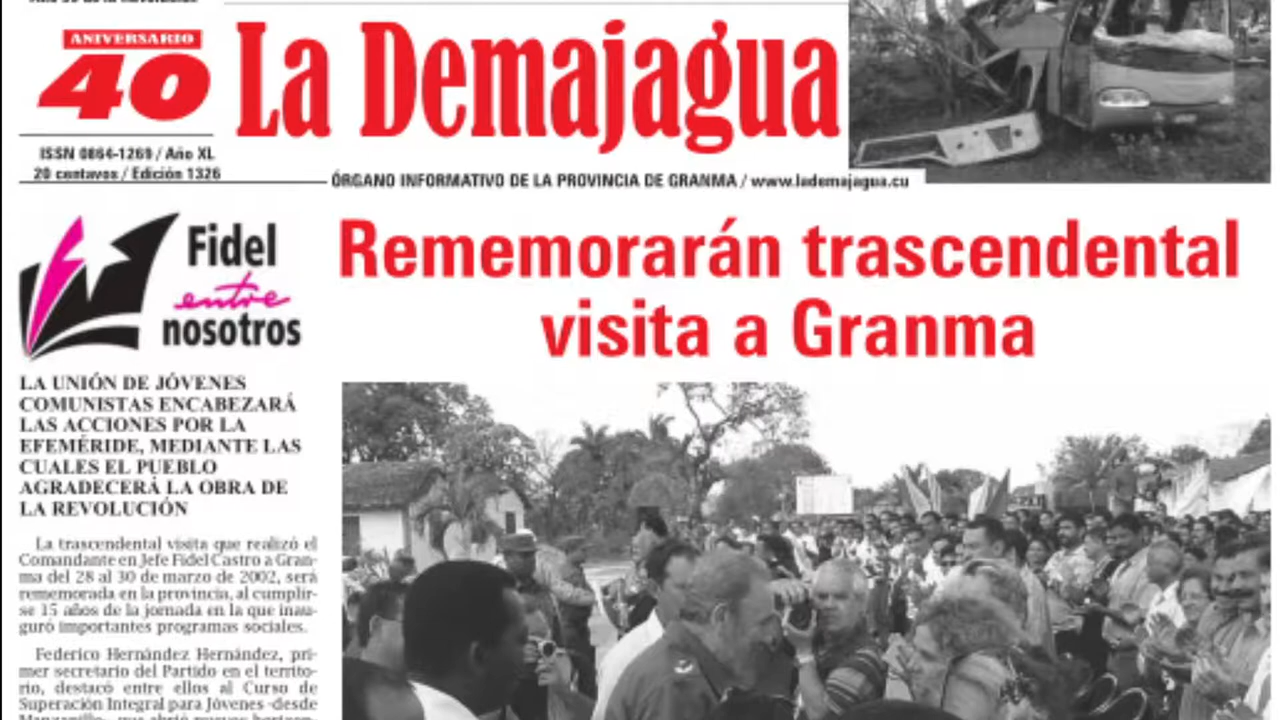 ANIVERSARIO
40
La Demajagua
ISSN 0864-1269 / Año XL
20 centavos / Edición 1326
ÓRGANO INFORMATIVO DE LA PROVINCIA DE GRANMA / www.lademajagua.cu
Fidel
entre
nosotros
Rememorarán trascendental
visita a Granma
LA UNIÓN DE JÓVENES
COMUNISTAS ENCABEZARÁ
LAS ACCIONES POR LA
EFEMÉRIDE, MEDIANTE LAS
CUALES EL PUEBLO
AGRADECERÁ LA OBRA DE
LA REVOLUCIÓN
La trascendental visita que realizó el
Comandante en Jefe Fidel Castro a Gran-
ma del 28 al 30 de marzo de 2002, será
rememorada en la provincia, al cumplir-
se 15 años de la jornada en la que inau-
guró importantes programas sociales.
Federico Hernández Hernández, pri-
mer secretario del Partido en el territo-
rio, destacó entre ellos al Curso de
Superación Integral para Jóvenes -desde